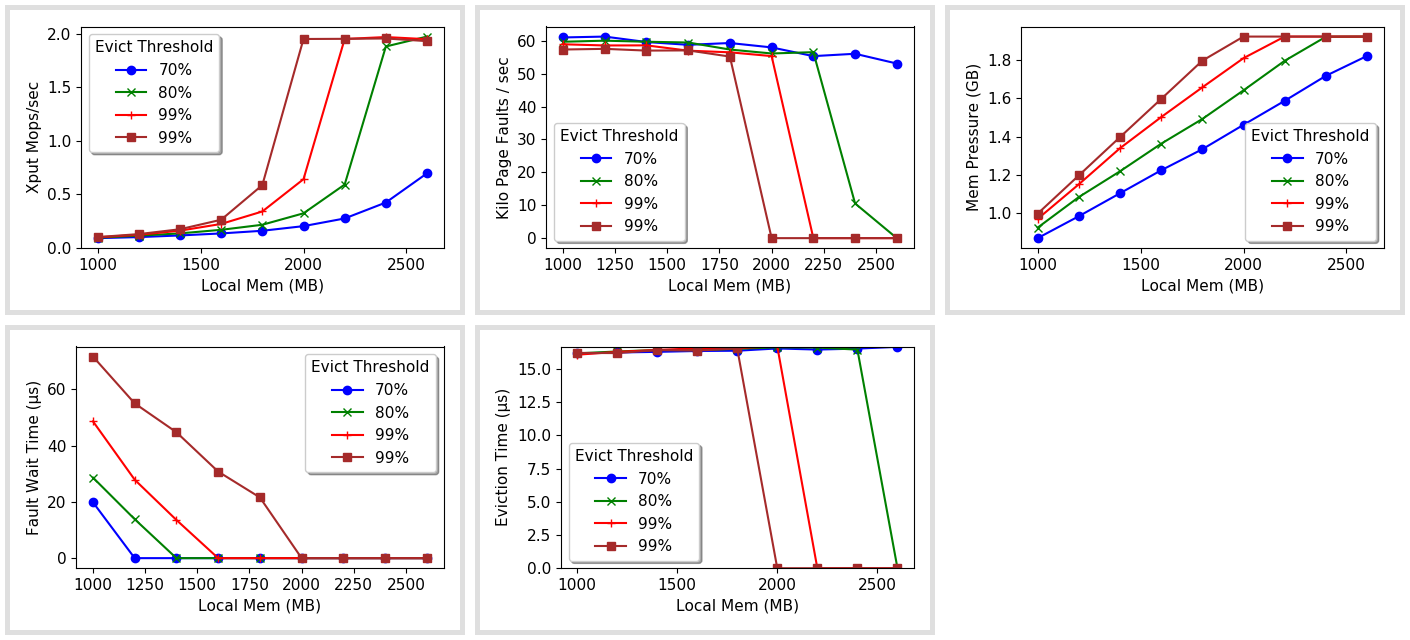 Xput Mops/sec
2.0
1.5
1.0
0.5
0.0
Evict Threshold
70%
80%
99%
99%
1000 1500 2000 2500
Local Mem (MB)
Kilo Page Faults / sec
60
50
40
30
20
10
0
Evict Threshold
70%
80%
99%
99%
1000 1250 1500 1750 2000 2250 2500
Local Mem (MB)
Mem Pressure (GB)
1.8
1.6
1.4
1.2
1.0
Evict Threshold
70%
80%
99%
99%
1000 1500 2000 2500
Local Mem (MB)
Fault Wait Time (µs)
60
40
20
0
Evict Threshold
70%
80%
99%
99%
1000 1250 1500 1750 2000 2250 2500
Local Mem (MB)
Eviction Time (µs)
15.0
12.5
10.0
7.5
5.0
2.5
0.0
Evict Threshold
70%
80%
99%
99%
1000 1500 2000 2500
Local Mem (MB)